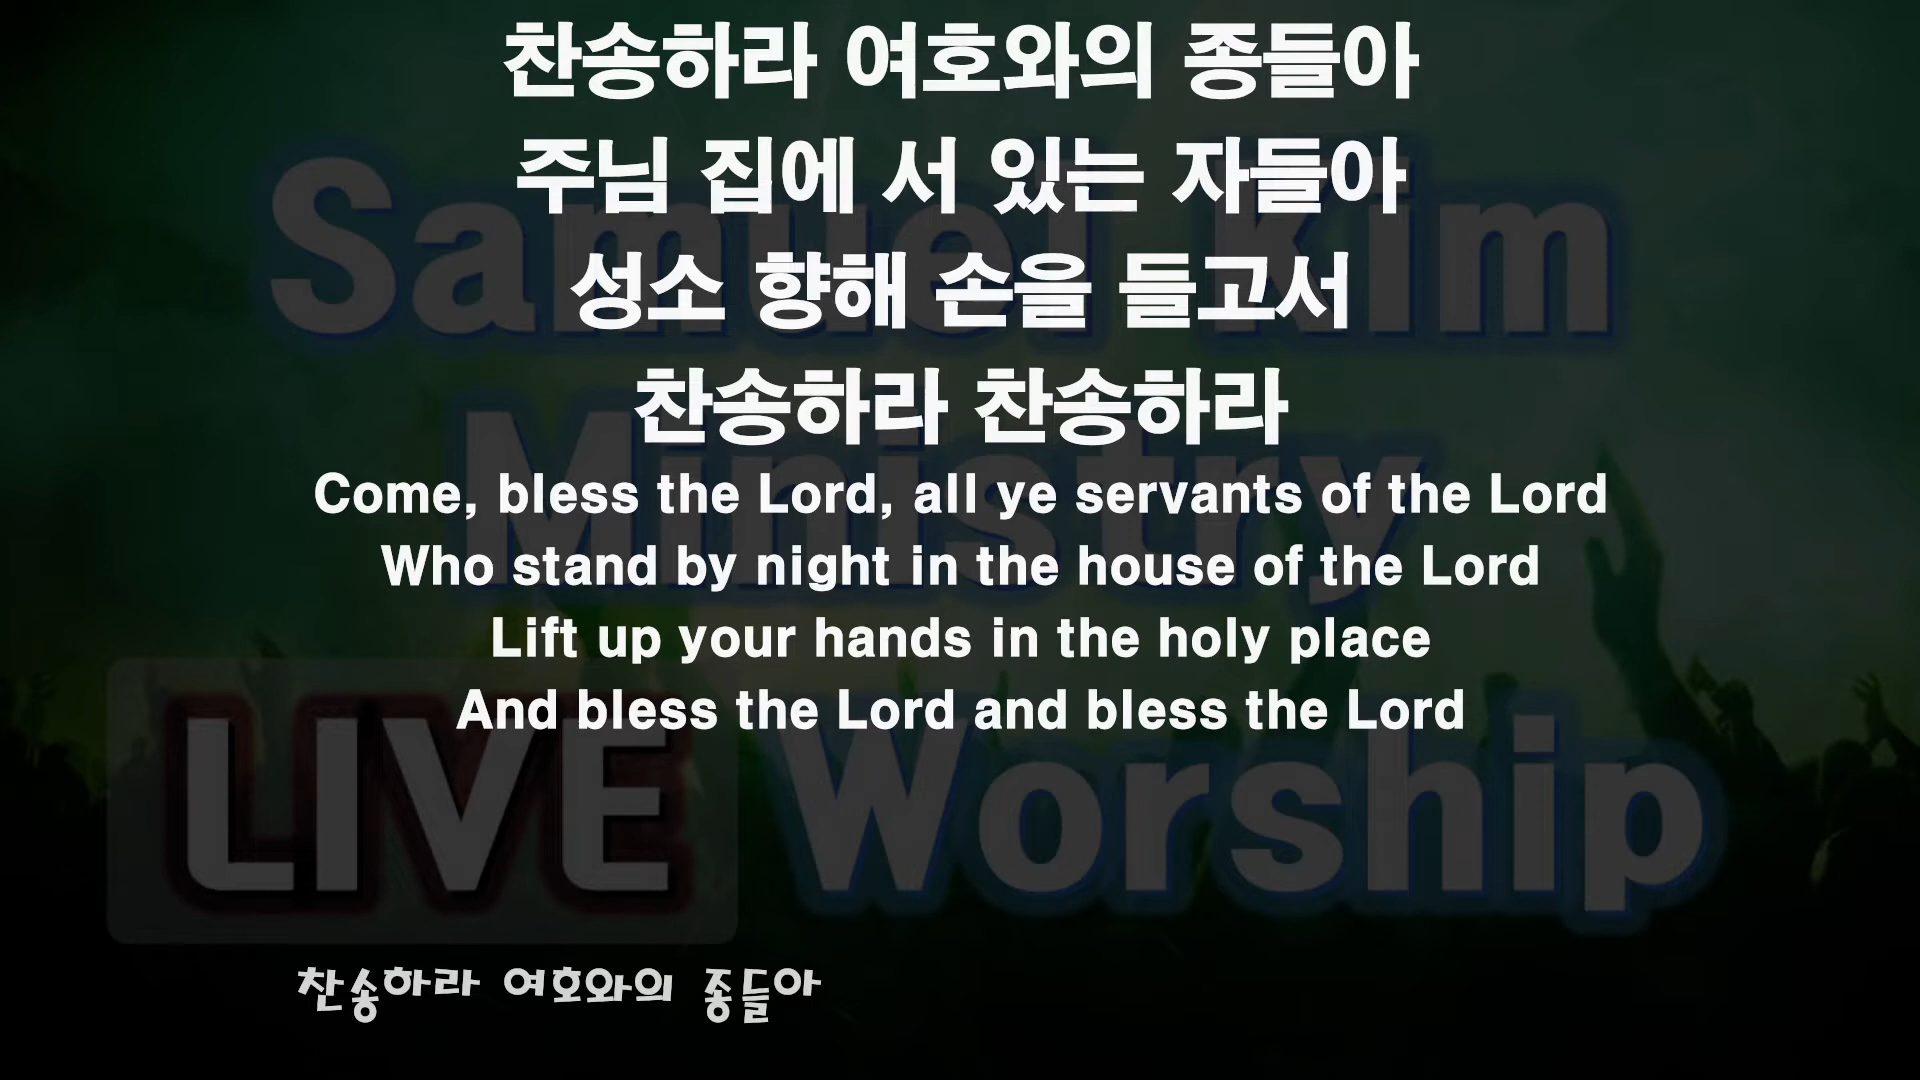 찬송하라 여호와의 종들아
주님 집에 서 있는 자들아
성소 향해 손을 들고서
찬송하라 찬송하라
Come, bless the Lord, all ye servants of the Lord
Who stand by night in the house of the Lord
Lift up your hands in the holy place
And bless the Lord and bless the Lord
Samuel Kim
Ministry
LIVE Worship
찬송하라 여호와의 종들아